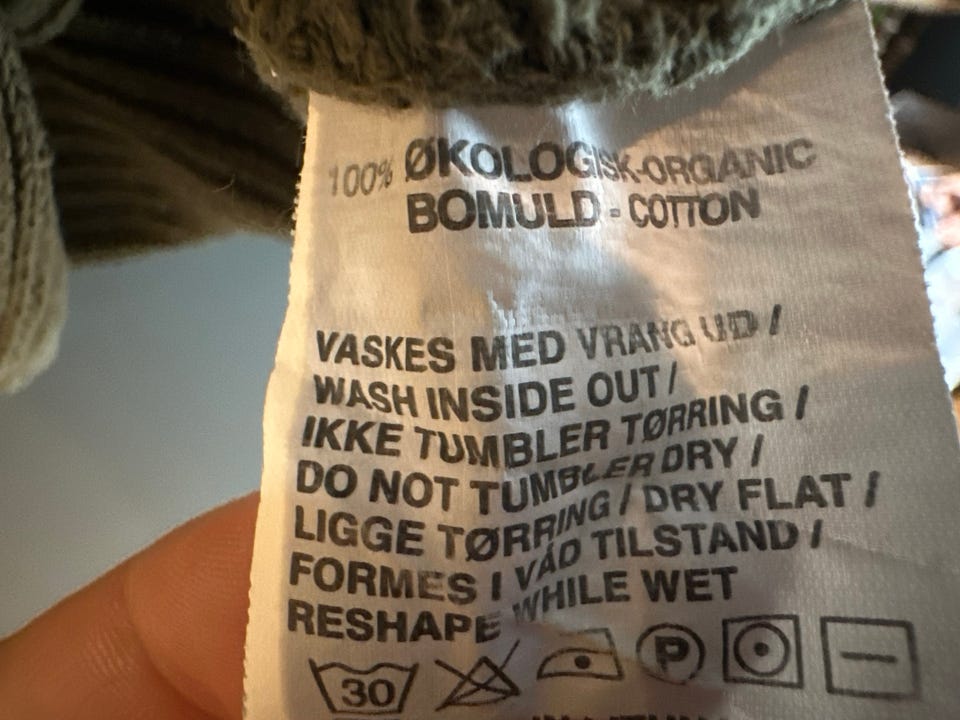 100% ØKOLOGISK-ORGANIC
BOMULD - COTTON
VASKES MED VRANG UD /
WASH INSIDE OUT /
IKKE TUMBLER TØRRING /
DO NOT TUMBLER DRY /
LIGGE TØRRING / DRY FLAT /
FORMES I VÅD TILSTAND /
RESHAPE WHILE WET
30 P